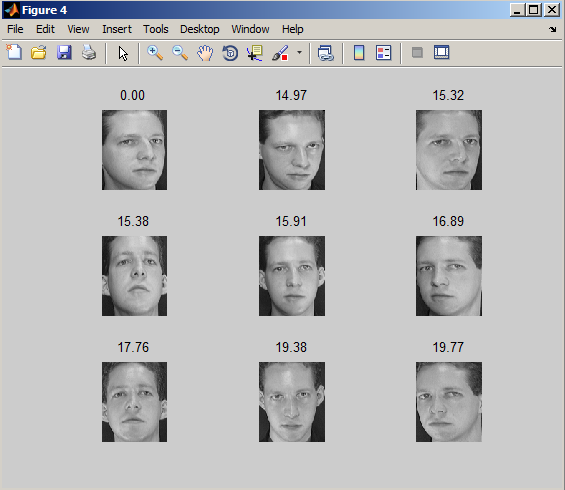 Figure 4
File Edit View Insert Tools Desktop Window Help
0.00 14.97 15.32
15.38 15.91 16.89
17.76 19.38 19.77